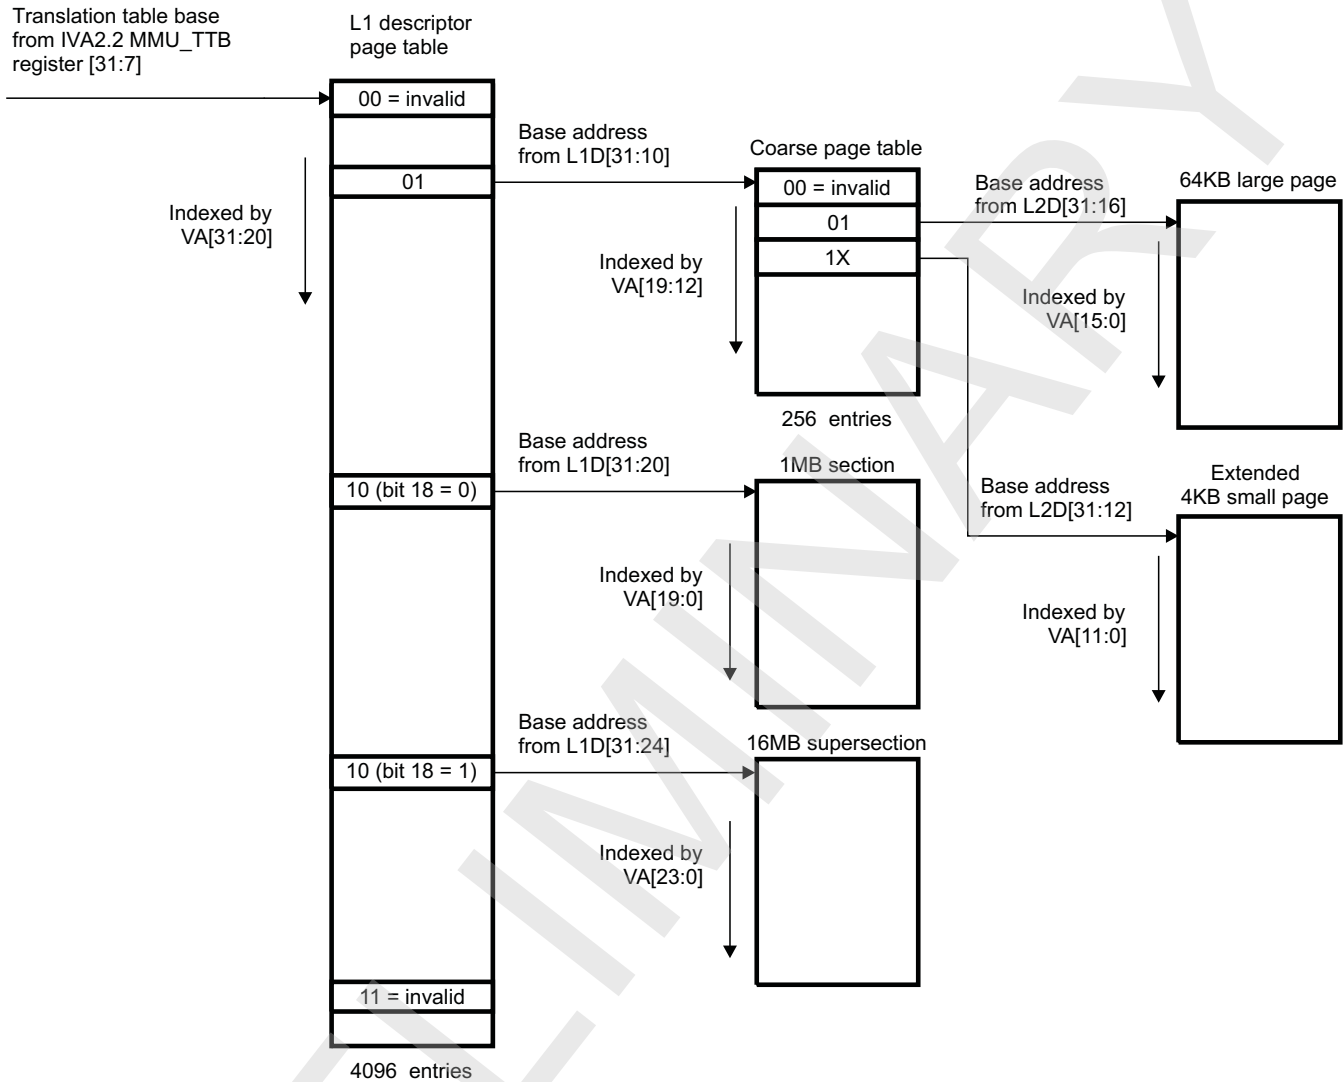 Translation table base
from IVA2.2 MMU_TTB
register [31:7]
L1 descriptor
page table
00 = invalid
Indexed by
VA[31:20]
01
Base address
from L1D[31:10]
Coarse page table
00 = invalid
01
1X
Indexed by
VA[19:12]
256 entries
Base address
from L2D[31:16]
64KB large page
Indexed by
VA[15:0]
10 (bit 18 = 0)
Base address
from L1D[31:20]
1MB section
Indexed by
VA[19:0]
Base address
from L2D[31:12]
Extended
4KB small page
Indexed by
VA[11:0]
10 (bit 18 = 1)
Base address
from L1D[31:24]
16MB supersection
Indexed by
VA[23:0]
11 = invalid
4096 entries
LIMINARY